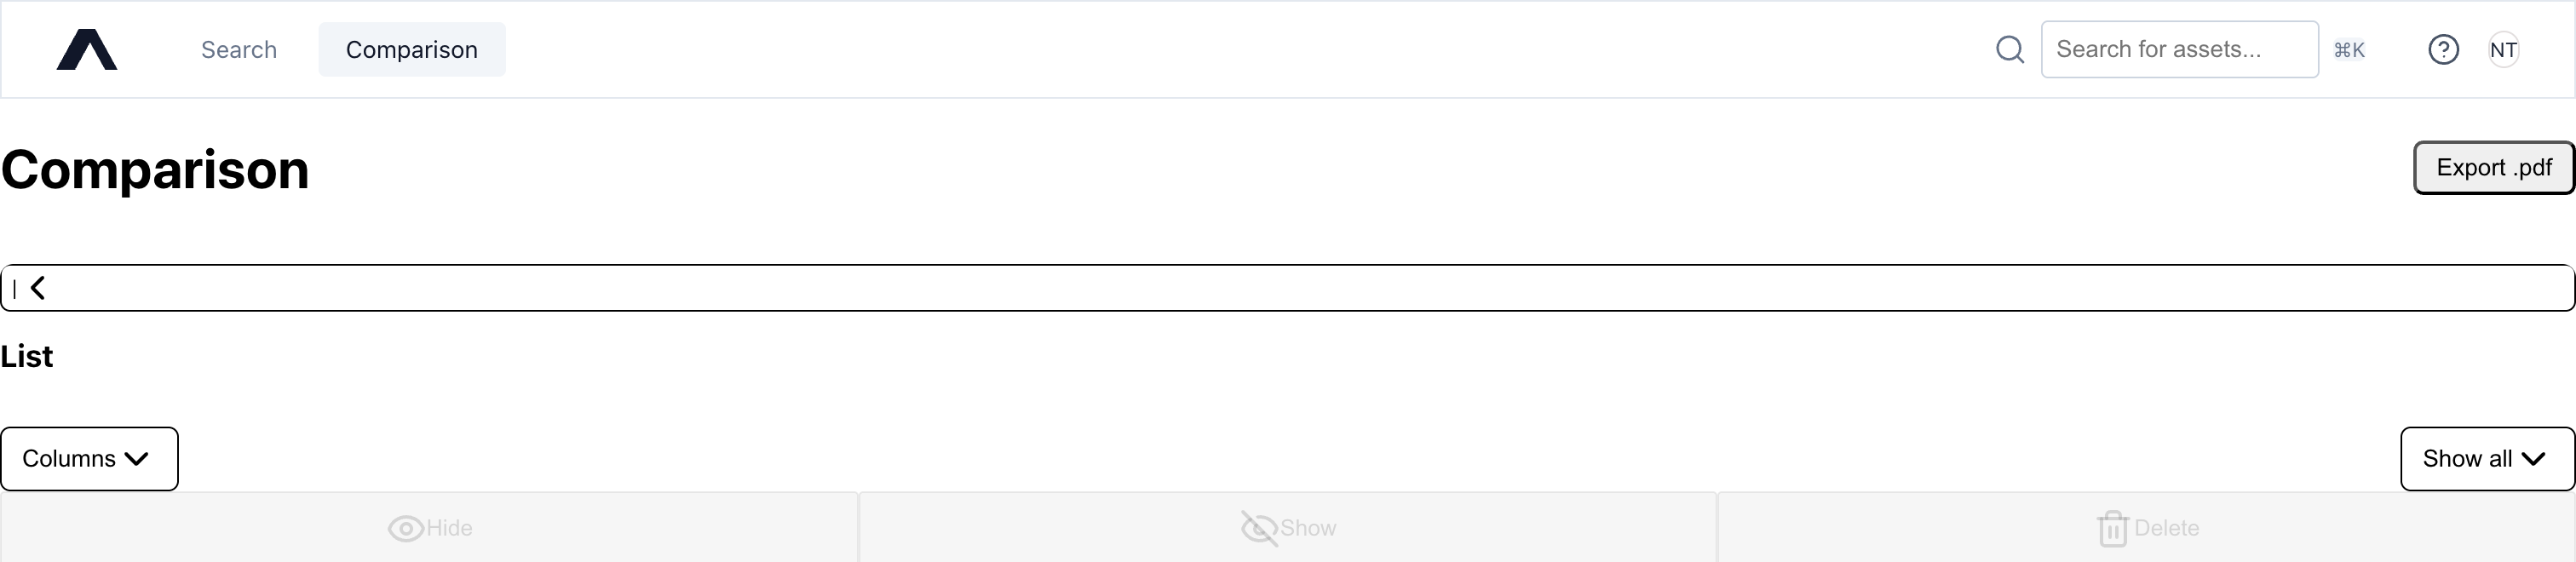 Search Comparison Search for assets... ⌘K NT
Comparison Export .pdf
|
List
Columns Show all
Hide Show Delete